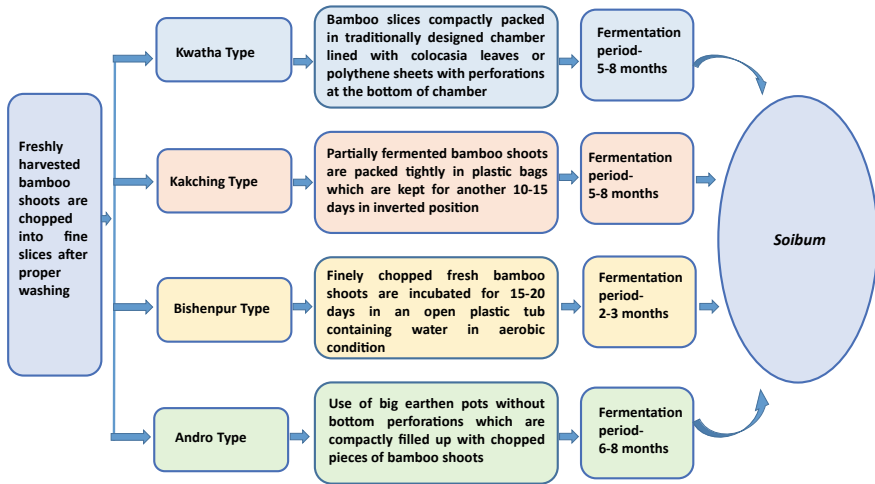 Freshly
harvested
bamboo
shoots are
chopped
into fine
slices after
proper
washing
Kwatha Type
Bamboo slices compactly packed
in traditionally designed chamber
lined with colocasia leaves or
polythene sheets with perforations
at the bottom of chamber
Fermentation
period-
5-8 months
Kakching Type
Partially fermented bamboo shoots
are packed tightly in plastic bags
which are kept for another 10-15
days in inverted position
Fermentation
period-
5-8 months
Bishenpur Type
Finely chopped fresh bamboo
shoots are incubated for 15-20
days in an open plastic tub
containing water in aerobic
condition
Fermentation
period-
2-3 months
Andro Type
Use of big earthen pots without
bottom perforations which are
compactly filled up with chopped
pieces of bamboo shoots
Fermentation
period-
6-8 months
Soibum